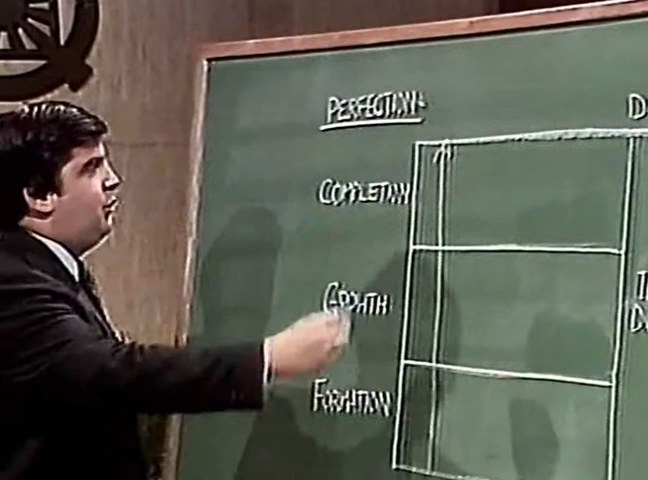 PERFECTION
D
COMPLETION
GROWTH
T
D
FORMATION